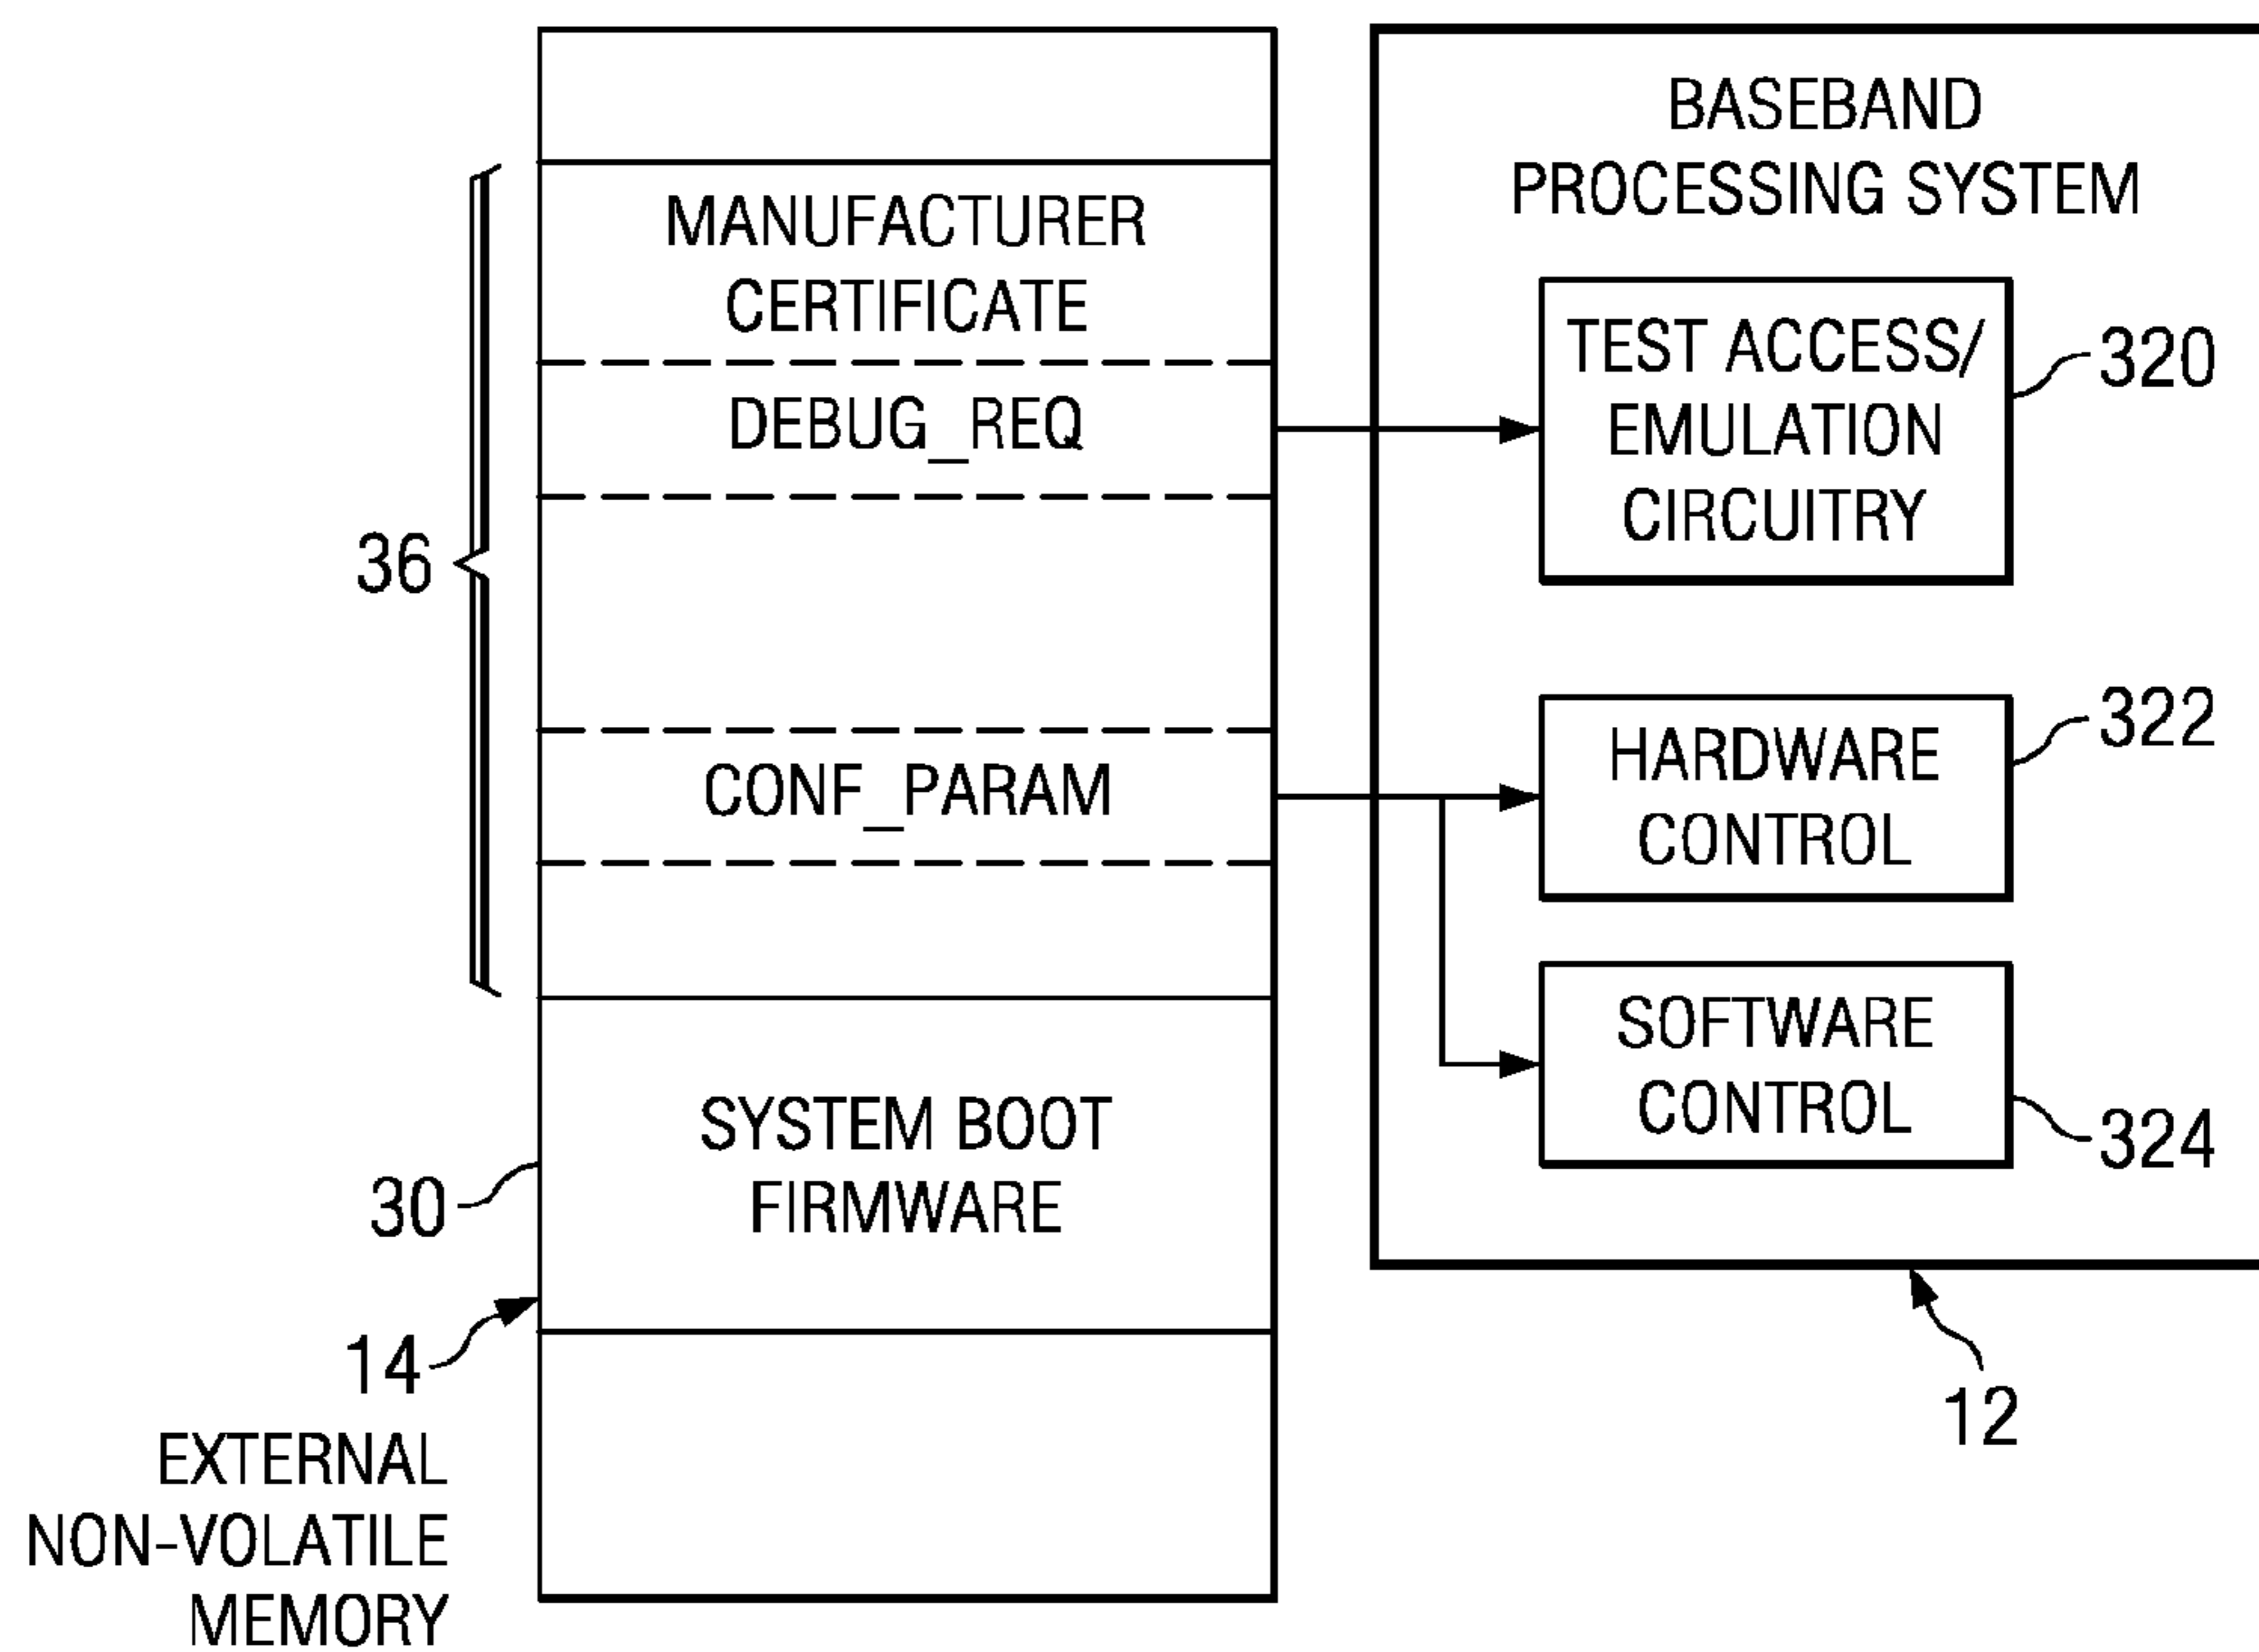 MANUFACTURER
CERTIFICATE
DEBUG_REQ
36
CONF_PARAM
SYSTEM BOOT
FIRMWARE
30
14
EXTERNAL
NON-VOLATILE
MEMORY
BASEBAND
PROCESSING SYSTEM
TEST ACCESS/
EMULATION
CIRCUITRY
320
HARDWARE
CONTROL
322
SOFTWARE
CONTROL
324
12